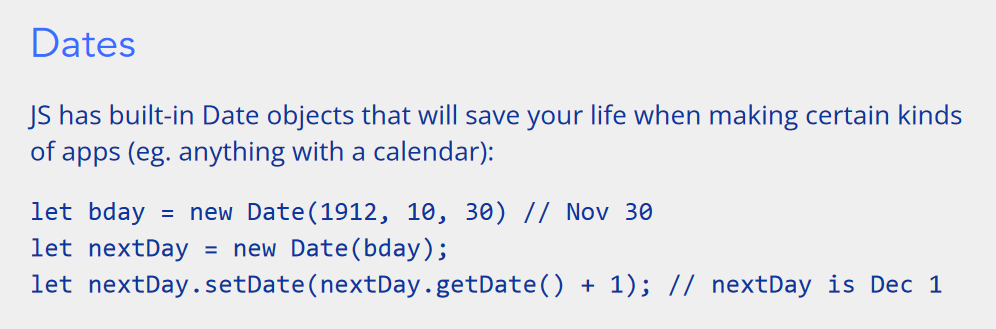 Dates
JS has built-in Date objects that will save your life when making certain kinds
of apps (eg. anything with a calendar):
let bday = new Date(1912, 10, 30) // Nov 30
let nextDay = new Date(bday);
let nextDay.setDate(nextDay.getDate() + 1); // nextDay is Dec 1